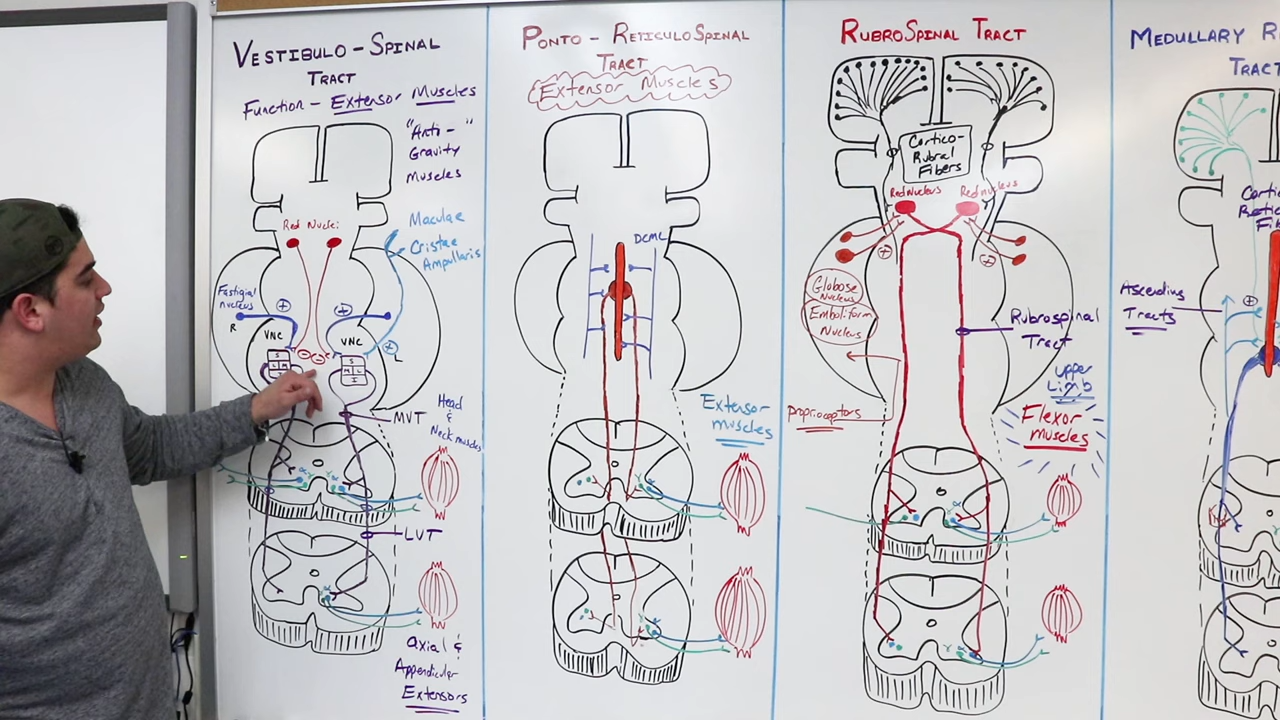 VESTIBULO - SPINAL
TRACT
Function - Extensor Muscles
"Anti - "
Gravity
Muscles
Red Nuclei
Maculae
Cristae
Ampullaris
Fastigial
nucleus
+
+
R
VNC
VNC
+
L
S
L M
S
M L
I
MVT
Head
&
Neck muscles
α
γ
LVT
Axial &
Appendicular
Extensors
PONTO - RETICULOSPINAL
TRACT
Extensor Muscles
DCML
Extensor
muscles
RUBROSPINAL TRACT
Cortico-
Rubral
Fibers
Red Nucleus
Red nucleus
+
+
Globose
Nucleus
Emboliform
Nucleus
Rubrospinal
Tract
proprioceptors
upper
Limb
Flexor
muscles
MEDULLARY R
TRACT
Ascending
Tracts
+